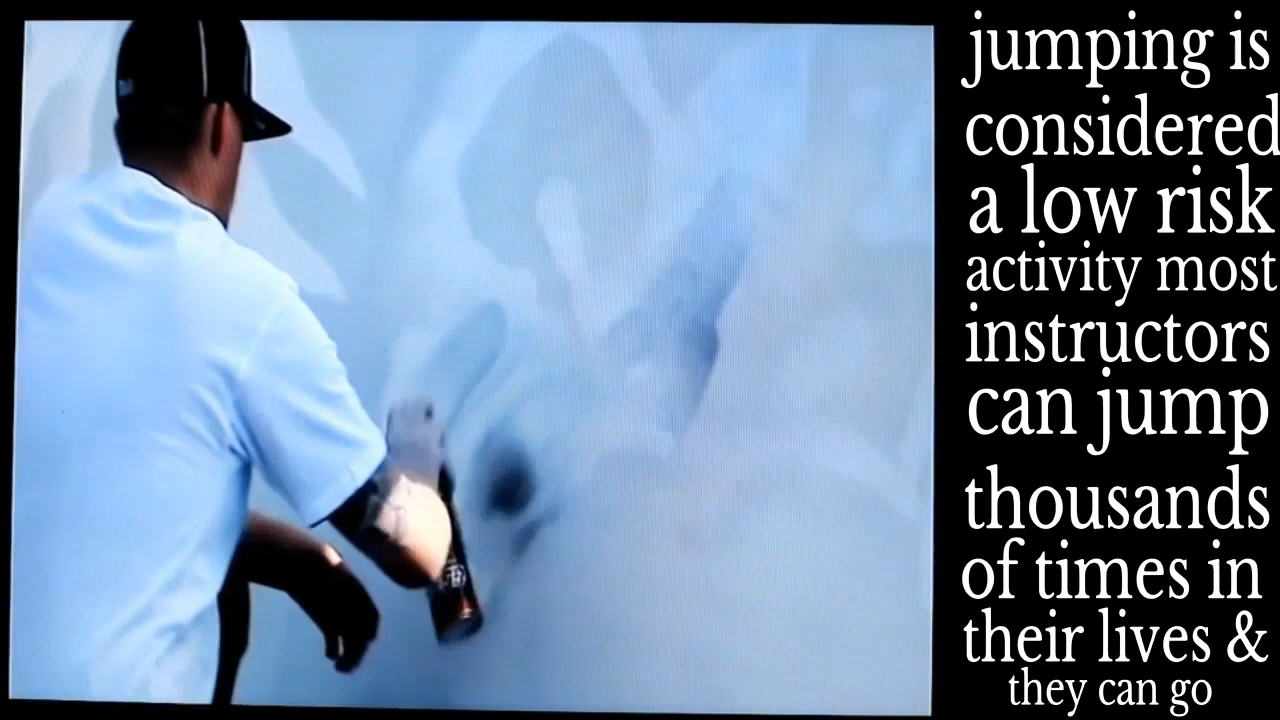 jumping is
considered
a low risk
activity most
instructors
can jump
thousands
of times in
their lives &
they can go